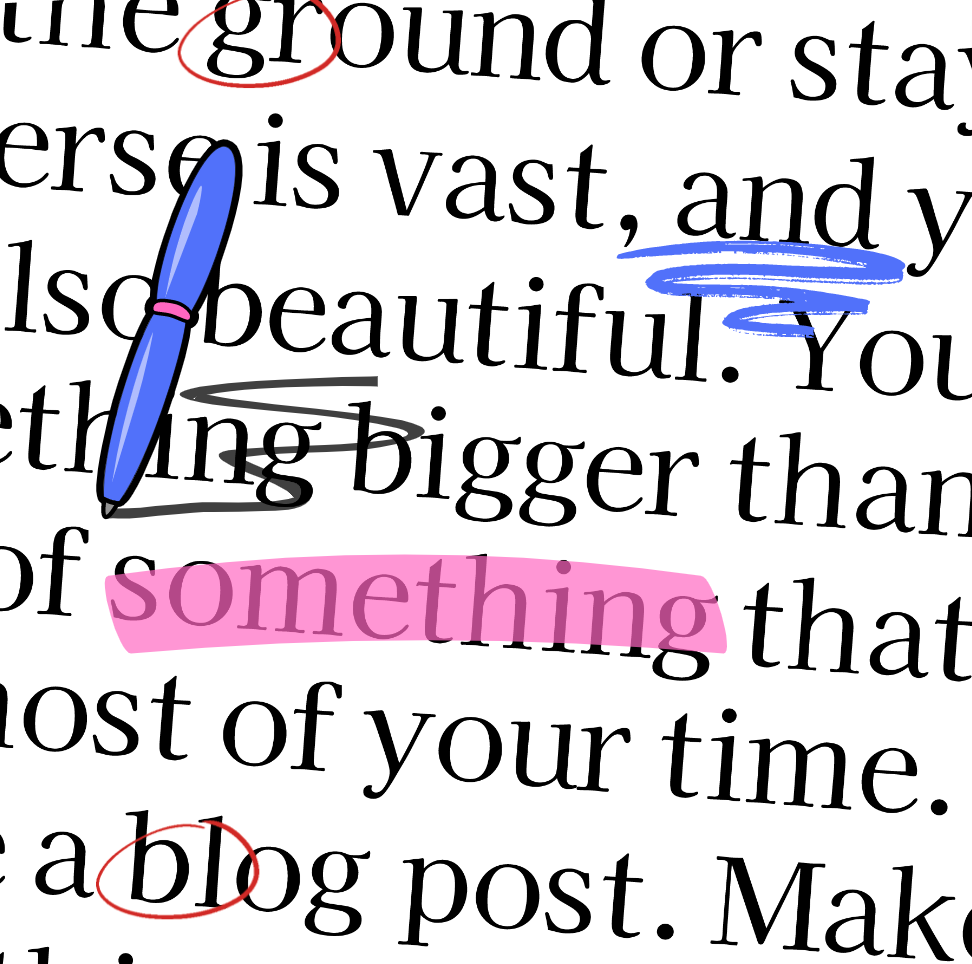 the ground or stay
erse is vast, and y
lso beautiful. You
ething bigger than
of something that
most of your time.
a blog post. Make